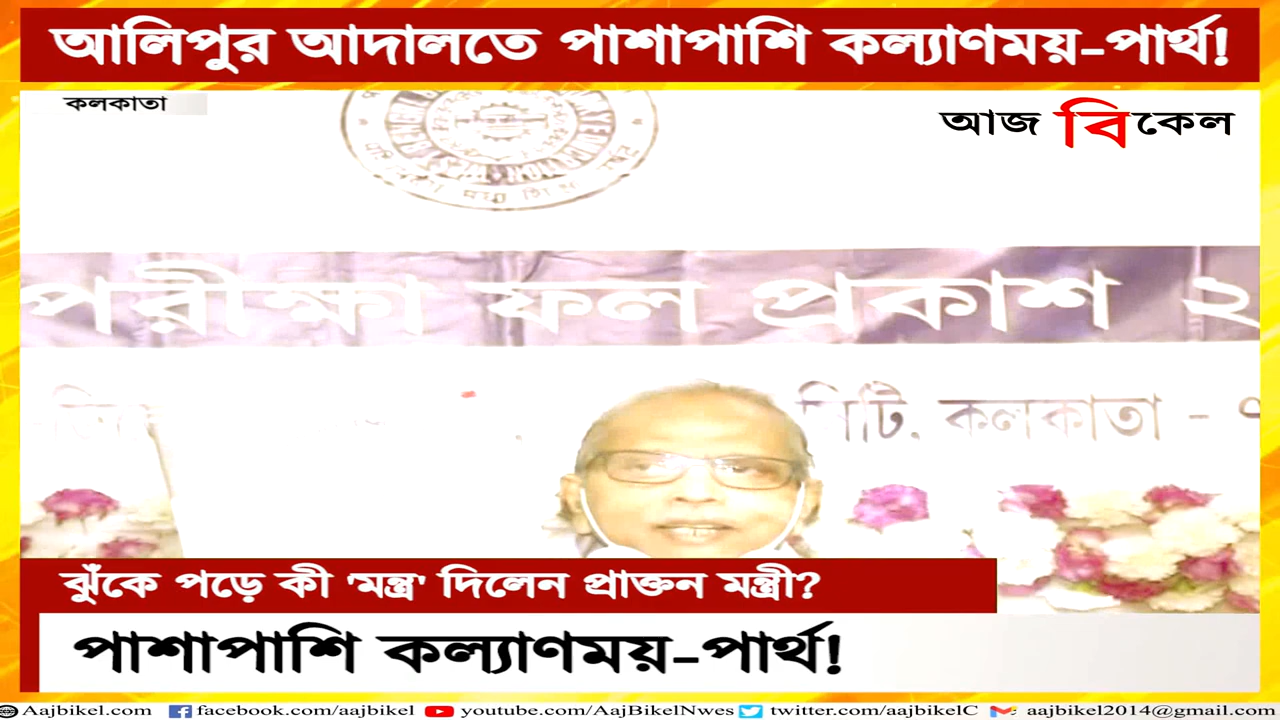 আলিপুর আদালতে পাশাপাশি কল্যাণময়-পার্থ!
কলকাতা
আজ বিকেল
পরীক্ষা ফল প্রকাশ ২
সিটি, কলকাতা - ৭
ঝুঁকে পড়ে কী 'মন্ত্র' দিলেন প্রাক্তন মন্ত্রী?
পাশাপাশি কল্যাণময়-পার্থ!
Aajbikel.com facebook.com/aajbikel youtube.com/AajBikelNwes twitter.com/aajbikelC aajbikel2014@gmail.com